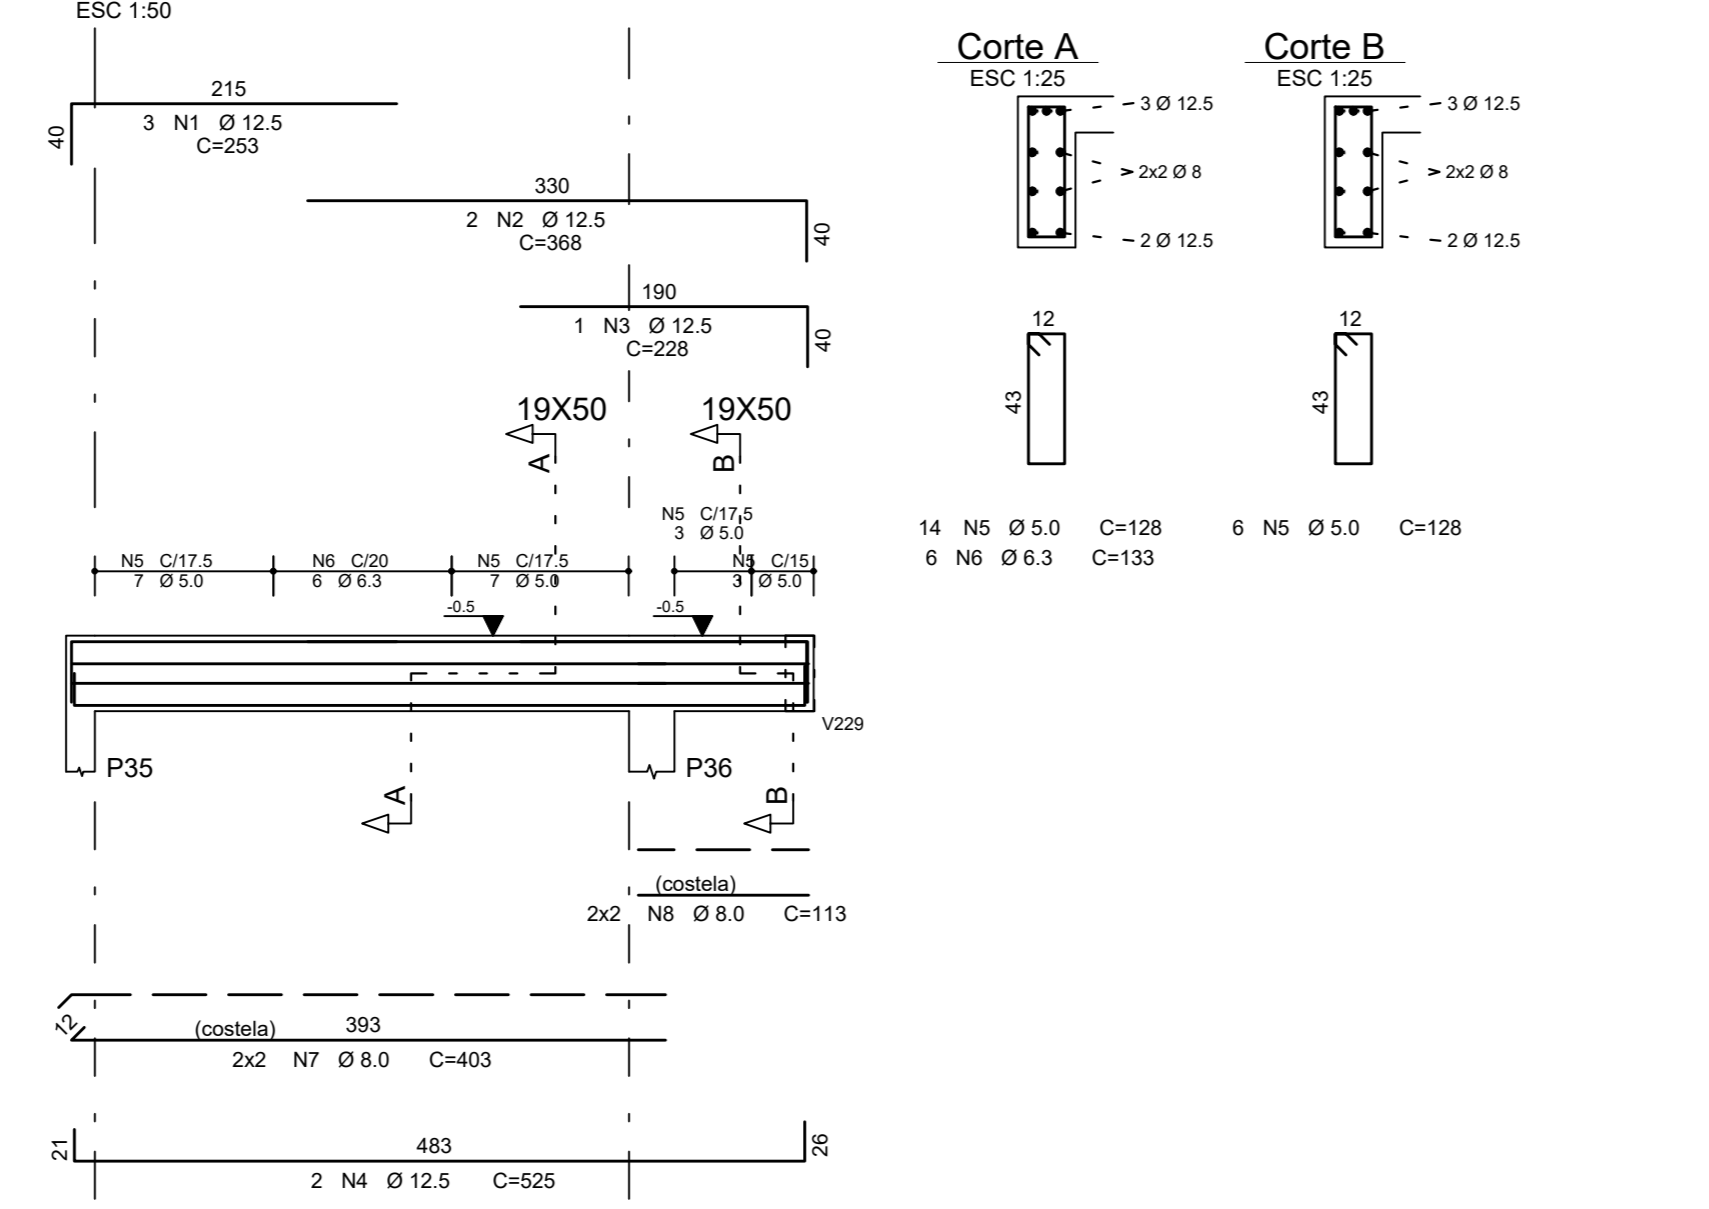 ESC 1:50
215
40
3 N1 Ø 12.5
C=253
330
40
2 N2 Ø 12.5
C=368
190
40
1 N3 Ø 12.5
C=228
19X50
19X50
A
B
N5 C/17.5
3 Ø 5.0
N5 C/17.5
7 Ø 5.0
N6 C/20
6 Ø 6.3
N5 C/17.5
7 Ø 5.0
N5 C/15
3 Ø 5.0
-0.5
-0.5
V229
P35
P36
A
B
(costela)
2x2 N8 Ø 8.0 C=113
12
(costela) 393
2x2 N7 Ø 8.0 C=403
21
483
26
2 N4 Ø 12.5 C=525
Corte A
ESC 1:25
3 Ø 12.5
2x2 Ø 8
2 Ø 12.5
12
43
14 N5 Ø 5.0 C=128
6 N6 Ø 6.3 C=133
Corte B
ESC 1:25
3 Ø 12.5
2x2 Ø 8
2 Ø 12.5
12
43
6 N5 Ø 5.0 C=128